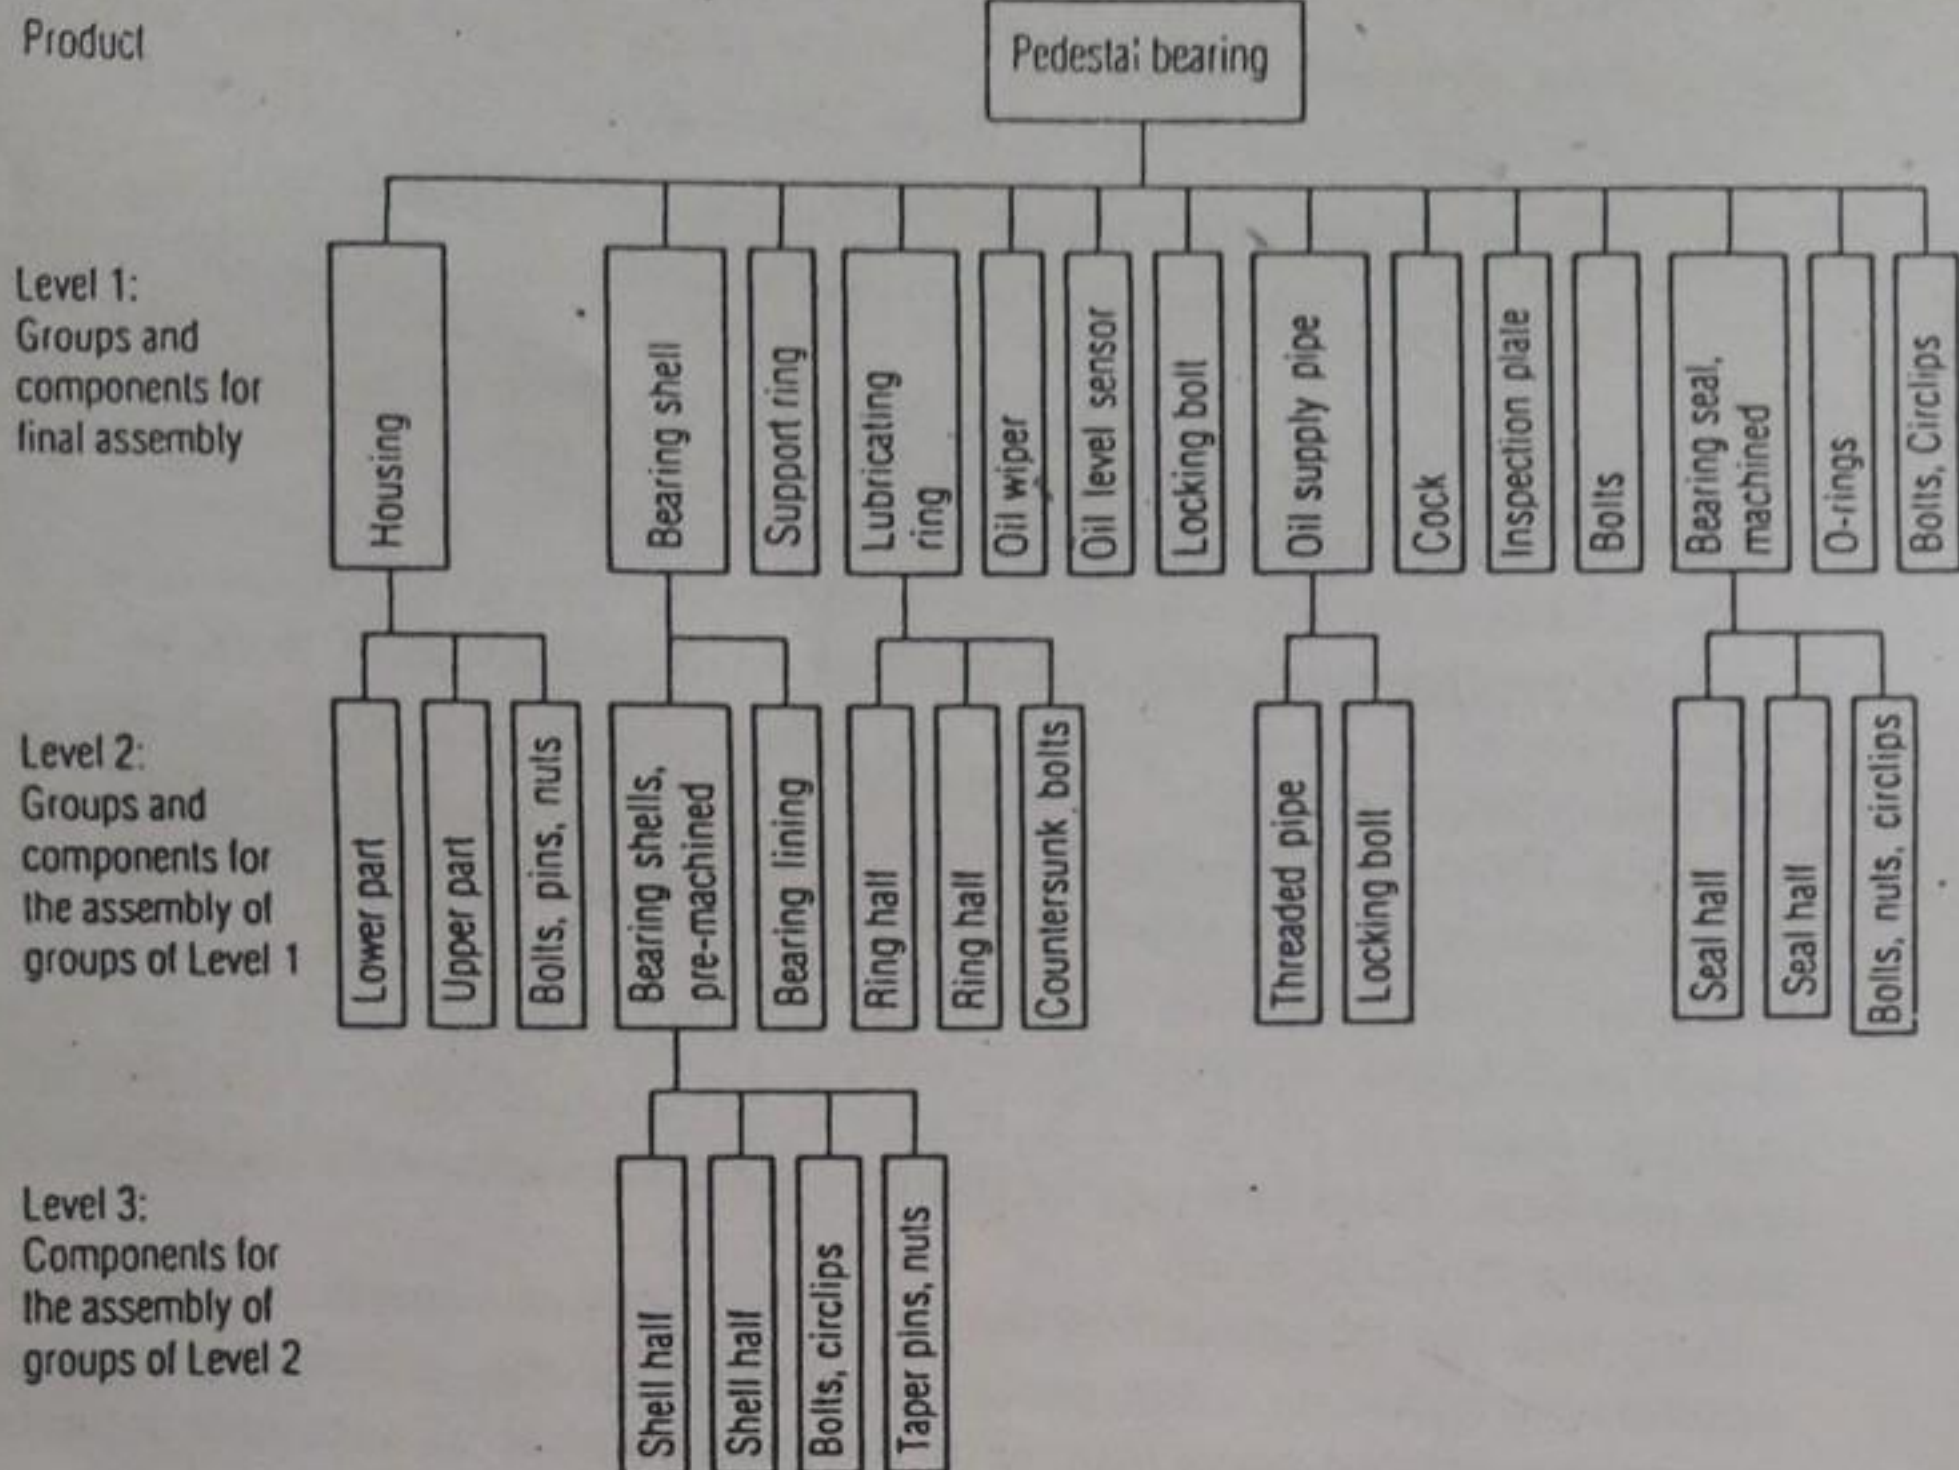 Product
Pedestal bearing
Level 1:
Groups and
components for
final assembly
Housing
Bearing shell
Support ring
Lubricating
ring
Oil wiper
Oil level sensor
Locking bolt
Oil supply pipe
Cock
Inspection plate
Bolts
Bearing seal,
machined
O-rings
Bolts, Circlips
Level 2:
Groups and
components for
the assembly of
groups of Level 1
Lower part
Upper part
Bolts, pins, nuts
Bearing shells,
pre-machined
Bearing lining
Ring half
Ring half
Countersunk bolts
Threaded pipe
Locking bolt
Seal half
Seal half
Bolts, nuts, circlips
Level 3:
Components for
the assembly of
groups of Level 2
Shell half
Shell half
Bolts, circlips
Taper pins, nuts